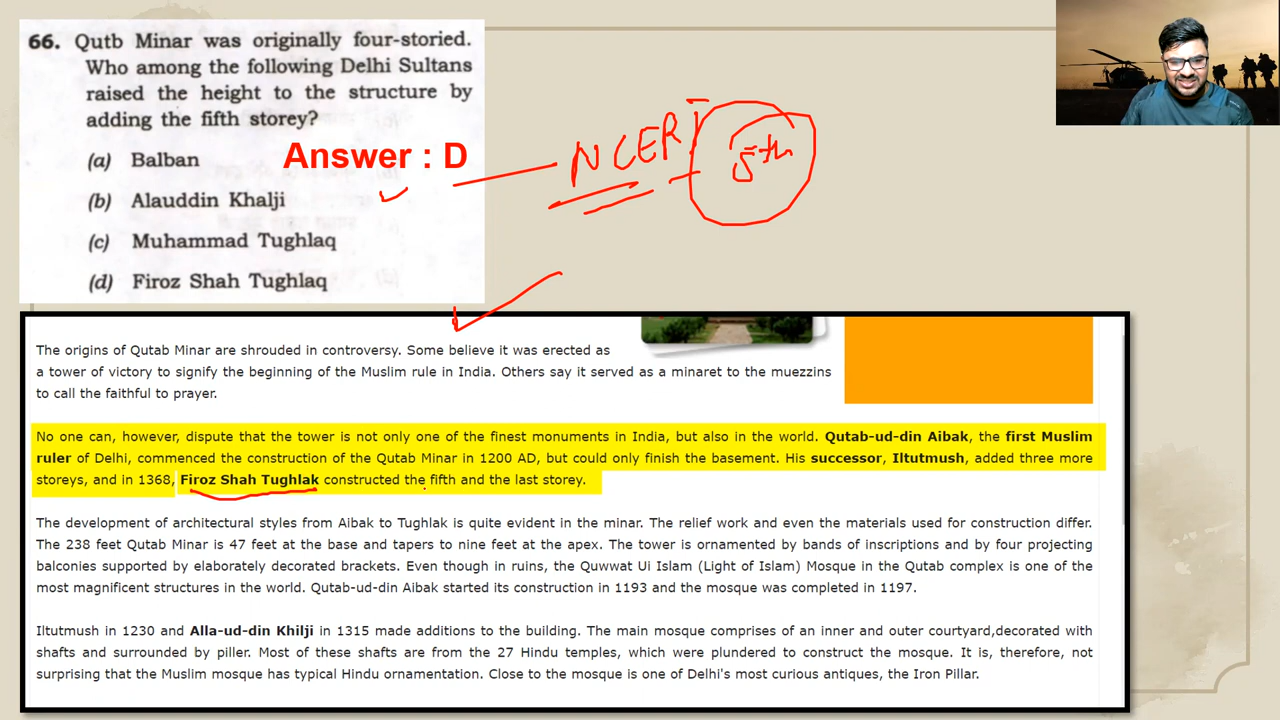 66. Qutb Minar was originally four-storied.
Who among the following Delhi Sultans
raised the height to the structure by
adding the fifth storey?
(a) Balban
Answer : D
NCERT
5th
(b) Alauddin Khalji
(c) Muhammad Tughlaq
(d) Firoz Shah Tughlaq
The origins of Qutab Minar are shrouded in controversy. Some believe it was erected as
a tower of victory to signify the beginning of the Muslim rule in India. Others say it served as a minaret to the muezzins
to call the faithful to prayer.
No one can, however, dispute that the tower is not only one of the finest monuments in India, but also in the world. Qutab-ud-din Aibak, the first Muslim
ruler of Delhi, commenced the construction of the Qutab Minar in 1200 AD, but could only finish the basement. His successor, Iltutmush, added three more
storeys, and in 1368, Firoz Shah Tughlak constructed the fifth and the last storey.
The development of architectural styles from Aibak to Tughlak is quite evident in the minar. The relief work and even the materials used for construction differ.
The 238 feet Qutab Minar is 47 feet at the base and tapers to nine feet at the apex. The tower is ornamented by bands of inscriptions and by four projecting
balconies supported by elaborately decorated brackets. Even though in ruins, the Quwwat Ui Islam (Light of Islam) Mosque in the Qutab complex is one of the
most magnificent structures in the world. Qutab-ud-din Aibak started its construction in 1193 and the mosque was completed in 1197.
Iltutmush in 1230 and Alla-ud-din Khilji in 1315 made additions to the building. The main mosque comprises of an inner and outer courtyard,decorated with
shafts and surrounded by piller. Most of these shafts are from the 27 Hindu temples, which were plundered to construct the mosque. It is, therefore, not
surprising that the Muslim mosque has typical Hindu ornamentation. Close to the mosque is one of Delhi's most curious antiques, the Iron Pillar.